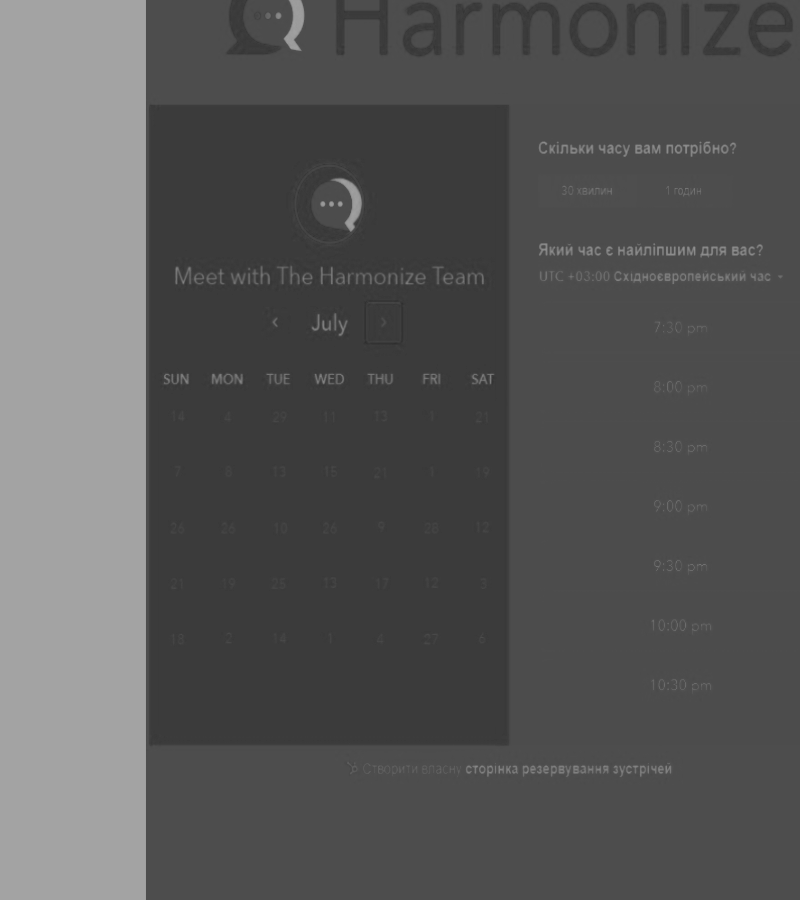 Harmonize
Meet with The Harmonize Team
‹ July ›
SUN MON TUE WED THU FRI SAT
14 4 29 11 13 21
7 8 13 15 21 19
26 26 10 26 9 28 12
21 19 25 13 17 12 3
13 2 14 1 4 27 6
Скільки часу вам потрібно?
30 хвилин 1 годин
Який час є найліпшим для вас?
UTC +03:00 Східноєвропейський час
7:30 pm
8:00 pm
8:30 pm
9:00 pm
9:30 pm
10:00 pm
10:30 pm
Створити власну сторінка резервування зустрічей